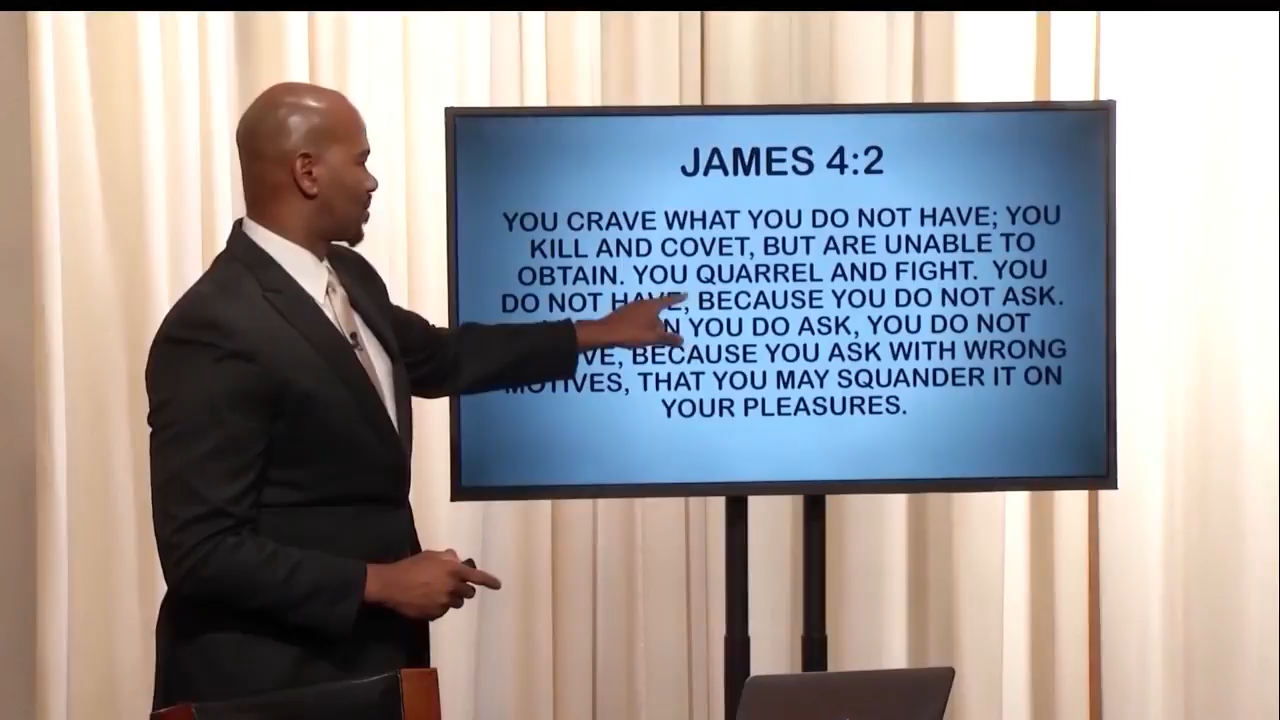 JAMES 4:2
YOU CRAVE WHAT YOU DO NOT HAVE; YOU
KILL AND COVET, BUT ARE UNABLE TO
OBTAIN. YOU QUARREL AND FIGHT. YOU
DO NOT HAVE, BECAUSE YOU DO NOT ASK.
YOU DO ASK, YOU DO NOT
BECAUSE YOU ASK WITH WRONG
MOTIVES, THAT YOU MAY SQUANDER IT ON
YOUR PLEASURES.